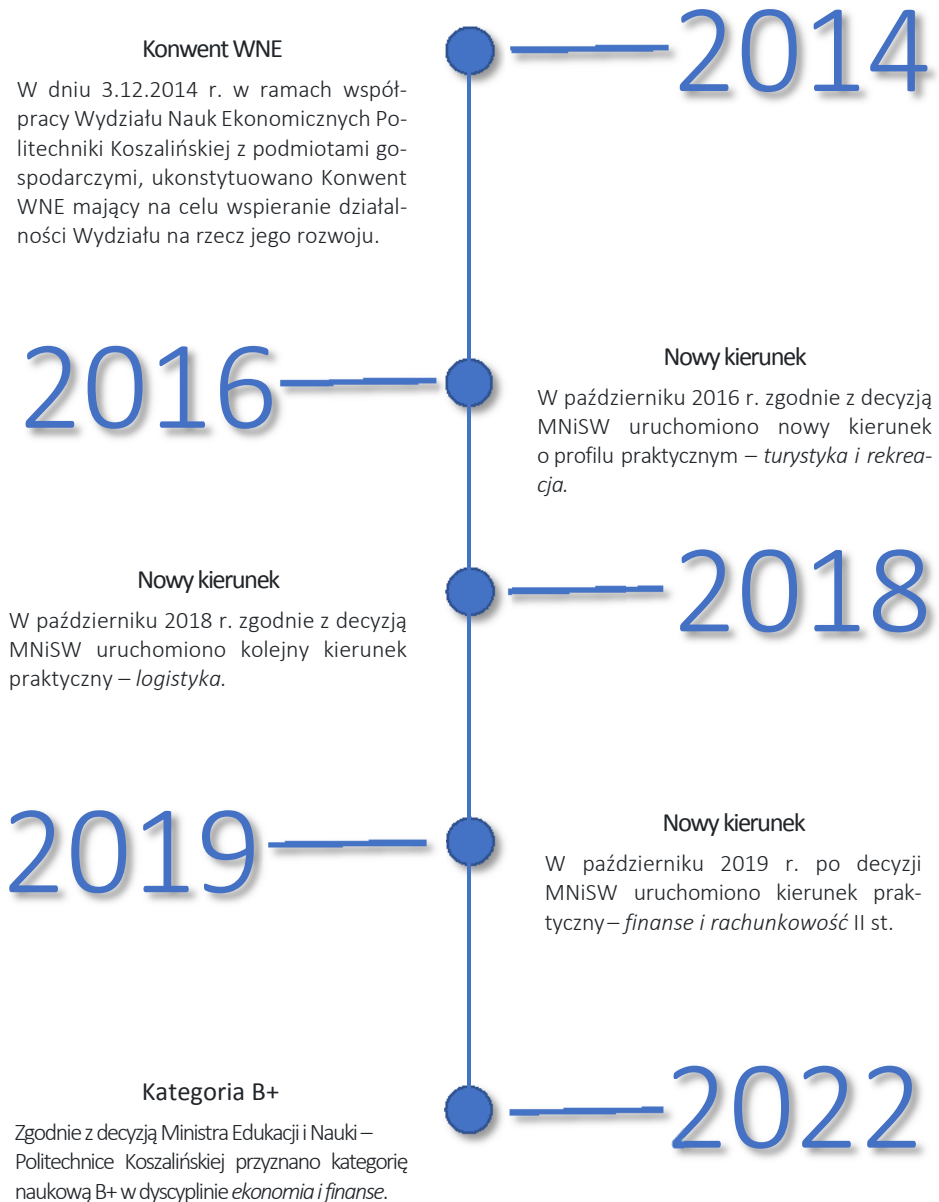 2014
Konwent WNE
W dniu 3.12.2014 r. w ramach współ-
pracy Wydziału Nauk Ekonomicznych Po-
litechniki Koszalińskiej z podmiotami go-
spodarczymi, ukonstytuowano Konwent
WNE mający na celu wspieranie działal-
ności Wydziału na rzecz jego rozwoju.
2016
Nowy kierunek
W październiku 2016 r. zgodnie z decyzją
MNiSW uruchomiono nowy kierunek
o profilu praktycznym – turystyka i rekrea-
cja.
2018
Nowy kierunek
W październiku 2018 r. zgodnie z decyzją
MNiSW uruchomiono kolejny kierunek
praktyczny – logistyka.
2019
Nowy kierunek
W październiku 2019 r. po decyzji
MNiSW uruchomiono kierunek prak-
tyczny – finanse i rachunkowość II st.
2022
Kategoria B+
Zgodnie z decyzją Ministra Edukacji i Nauki –
Politechnice Koszalińskiej przyznano kategorię
naukową B+ w dyscyplinie ekonomia i finanse.